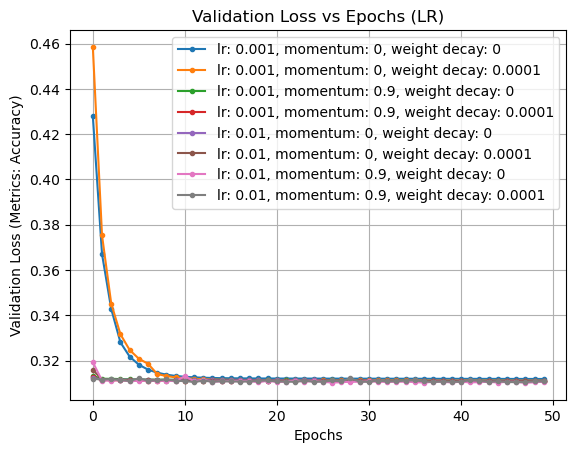 Validation Loss vs Epochs (LR)
lr: 0.001, momentum: 0, weight decay: 0
lr: 0.001, momentum: 0, weight decay: 0.0001
lr: 0.001, momentum: 0.9, weight decay: 0
lr: 0.001, momentum: 0.9, weight decay: 0.0001
lr: 0.01, momentum: 0, weight decay: 0
lr: 0.01, momentum: 0, weight decay: 0.0001
lr: 0.01, momentum: 0.9, weight decay: 0
lr: 0.01, momentum: 0.9, weight decay: 0.0001
Validation Loss (Metrics: Accuracy)
0.46
0.44
0.42
0.40
0.38
0.36
0.34
0.32
0
10
20
30
40
50
Epochs